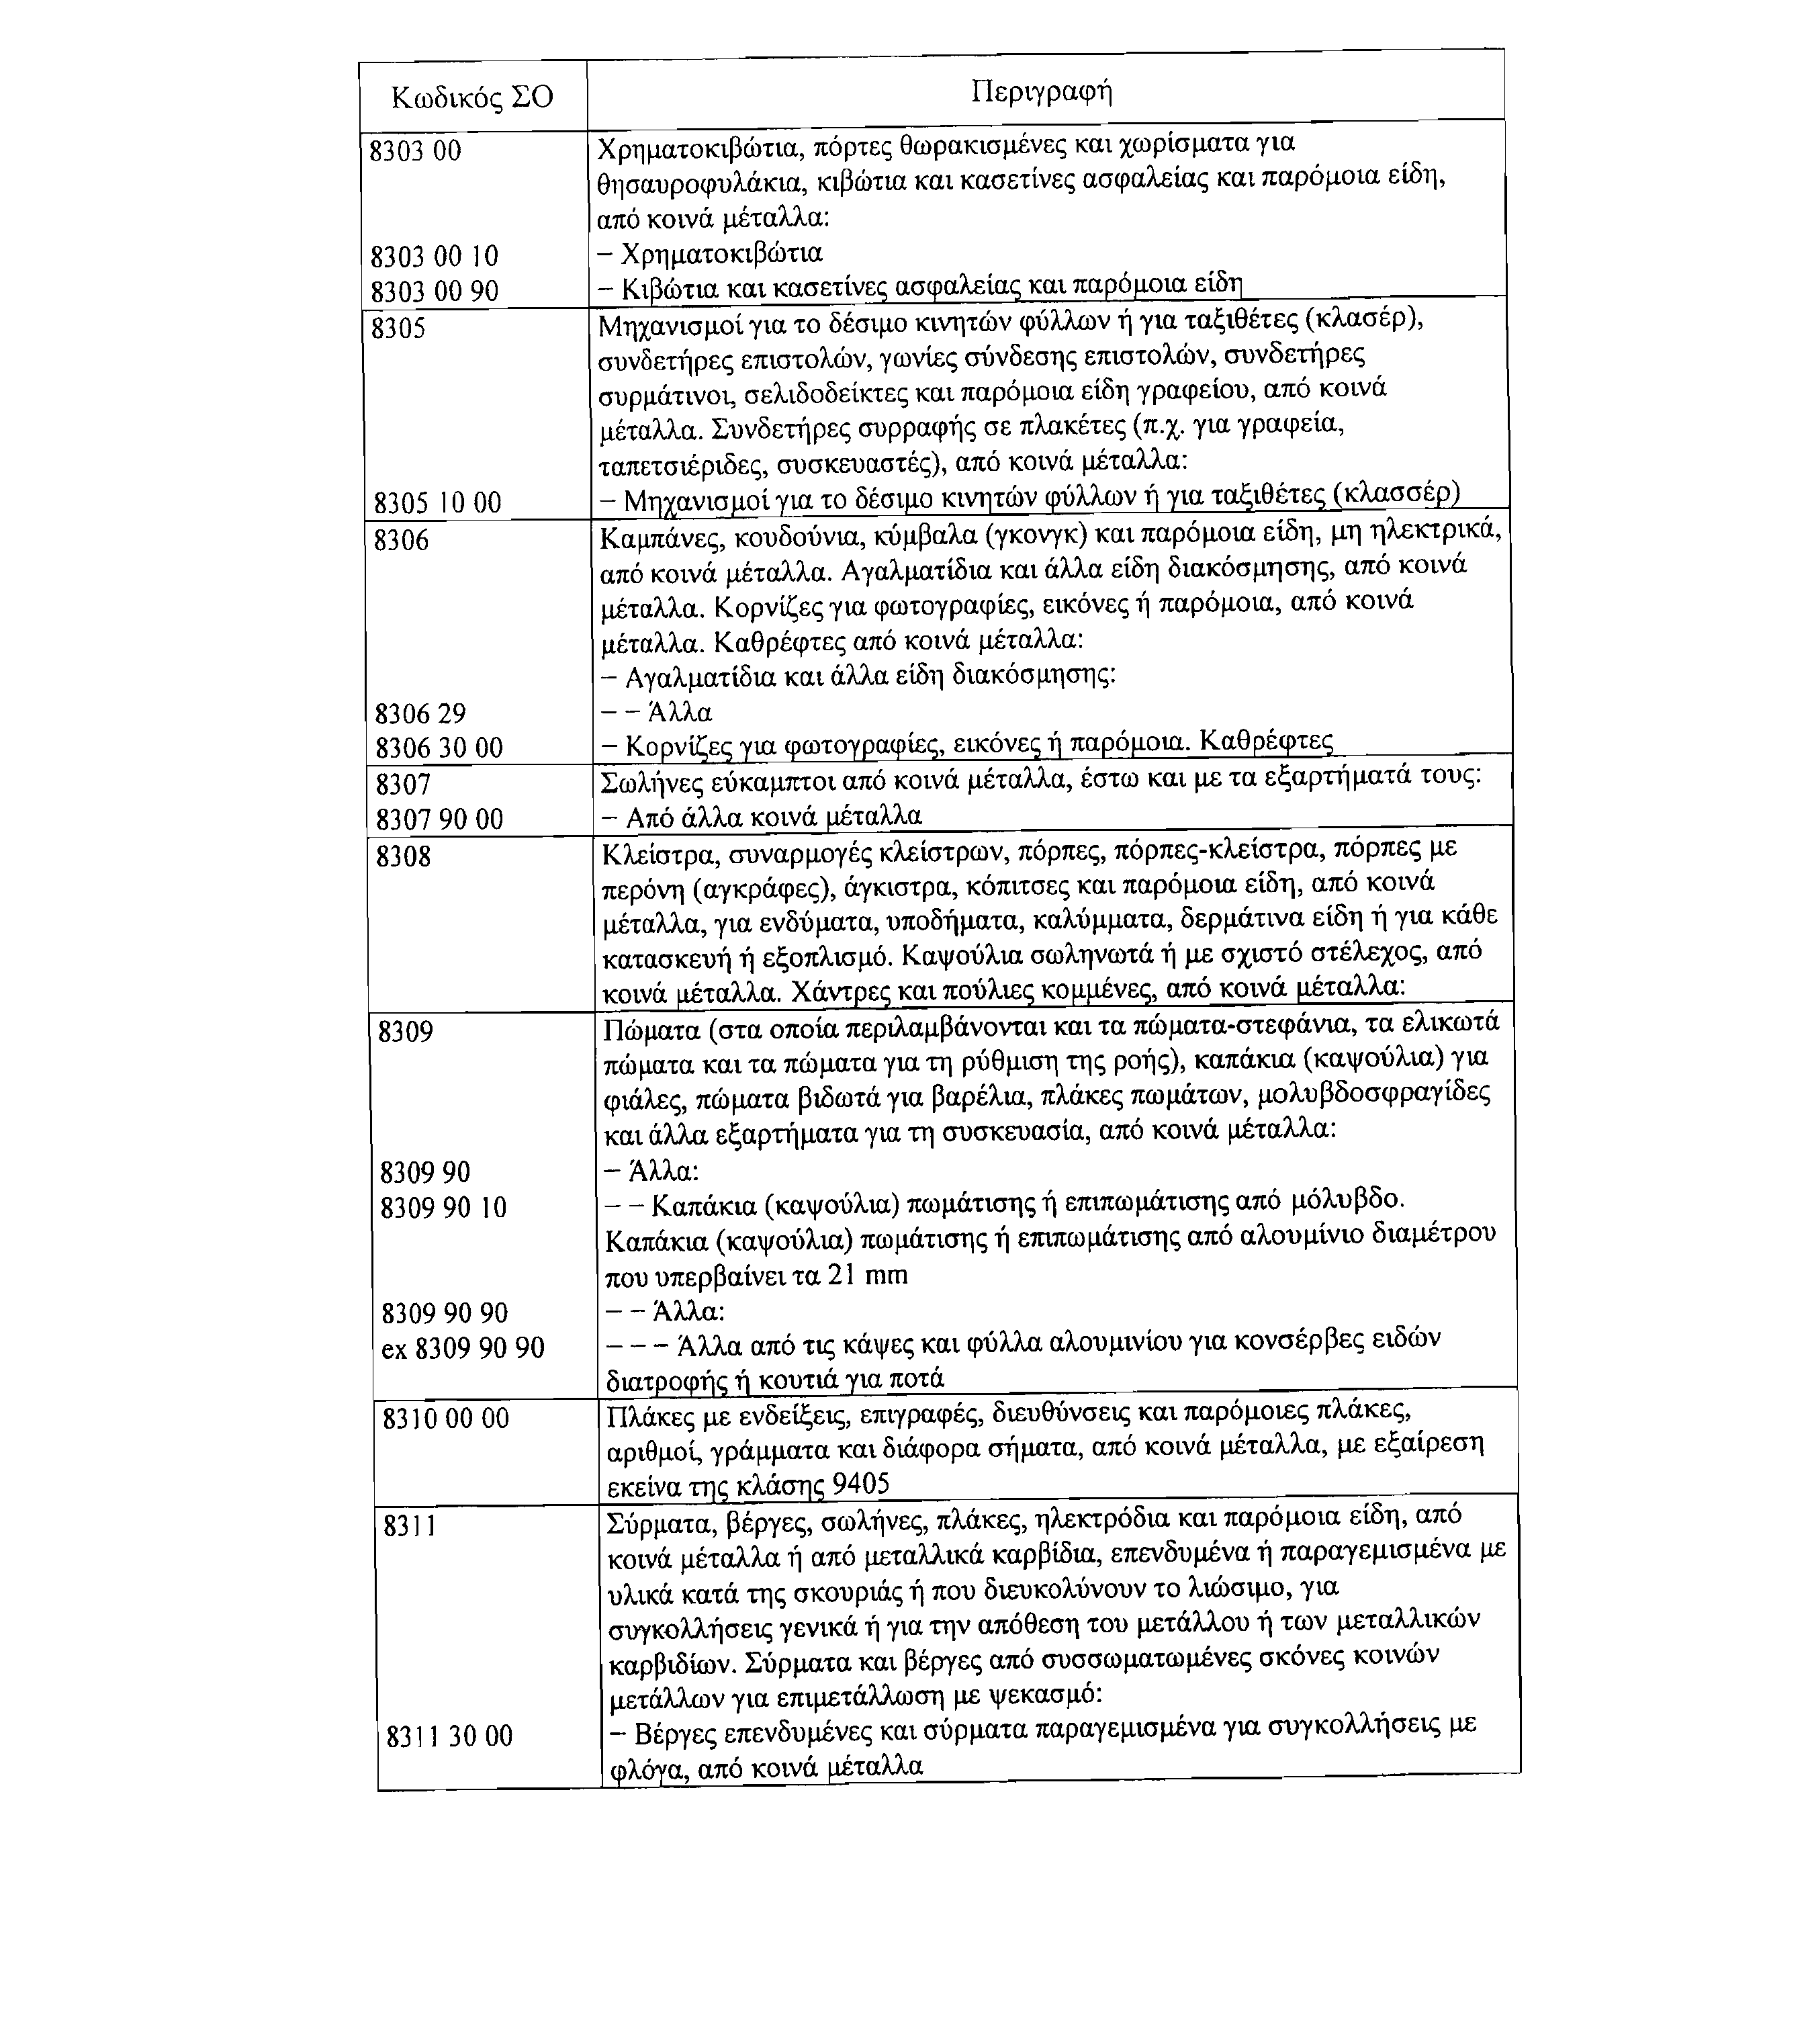 Κωδικός ΣΟ Περιγραφή
8303 00 Χρηματοκιβώτια, πόρτες θωρακισμένες και χωρίσματα για
θησαυροφυλάκια, κιβώτια και κασετίνες ασφαλείας και παρόμοια είδη,
από κοινά μέταλλα:
8303 00 10 – Χρηματοκιβώτια
8303 00 90 – Κιβώτια και κασετίνες ασφαλείας και παρόμοια είδη
8305 Μηχανισμοί για το δέσιμο κινητών φύλλων ή για ταξιθέτες (κλασέρ),
συνδετήρες επιστολών, γωνίες σύνδεσης επιστολών, συνδετήρες
συρμάτινοι, σελιδοδείκτες και παρόμοια είδη γραφείου, από κοινά
μέταλλα. Συνδετήρες συρραφής σε πλακέτες (π.χ. για γραφεία,
ταπετσιέριδες, συσκευαστές), από κοινά μέταλλα:
8305 10 00 – Μηχανισμοί για το δέσιμο κινητών φύλλων ή για ταξιθέτες (κλασσέρ)
8306 Καμπάνες, κουδούνια, κύμβαλα (γκονγκ) και παρόμοια είδη, μη ηλεκτρικά,
από κοινά μέταλλα. Αγαλματίδια και άλλα είδη διακόσμησης, από κοινά
μέταλλα. Κορνίζες για φωτογραφίες, εικόνες ή παρόμοια, από κοινά
μέταλλα. Καθρέφτες από κοινά μέταλλα:
– Αγαλματίδια και άλλα είδη διακόσμησης:
8306 29 – – Άλλα
8306 30 00 – Κορνίζες για φωτογραφίες, εικόνες ή παρόμοια. Καθρέφτες
8307 Σωλήνες εύκαμπτοι από κοινά μέταλλα, έστω και με τα εξαρτήματά τους:
8307 90 00 – Από άλλα κοινά μέταλλα
8308 Κλείστρα, συναρμογές κλείστρων, πόρπες, πόρπες-κλείστρα, πόρπες με
περόνη (αγκράφες), άγκιστρα, κόπιτσες και παρόμοια είδη, από κοινά
μέταλλα, για ενδύματα, υποδήματα, καλύμματα, δερμάτινα είδη ή για κάθε
κατασκευή ή εξοπλισμό. Καψούλια σωληνωτά ή με σχιστό στέλεχος, από
κοινά μέταλλα. Χάντρες και πούλιες κομμένες, από κοινά μέταλλα:
8309 Πώματα (στα οποία περιλαμβάνονται και τα πώματα-στεφάνια, τα ελικωτά
πώματα και τα πώματα για τη ρύθμιση της ροής), καπάκια (καψούλια) για
φιάλες, πώματα βιδωτά για βαρέλια, πλάκες πωμάτων, μολυβδοσφραγίδες
και άλλα εξαρτήματα για τη συσκευασία, από κοινά μέταλλα:
8309 90 – Άλλα:
8309 90 10 – – Καπάκια (καψούλια) πωμάτισης ή επιπωμάτισης από μόλυβδο.
Καπάκια (καψούλια) πωμάτισης ή επιπωμάτισης από αλουμίνιο διαμέτρου
που υπερβαίνει τα 21 mm
8309 90 90 – – Άλλα:
ex 8309 90 90 – – – Άλλα από τις κάψες και φύλλα αλουμινίου για κονσέρβες ειδών
διατροφής ή κουτιά για ποτά
8310 00 00 Πλάκες με ενδείξεις, επιγραφές, διευθύνσεις και παρόμοιες πλάκες,
αριθμοί, γράμματα και διάφορα σήματα, από κοινά μέταλλα, με εξαίρεση
εκείνα της κλάσης 9405
8311 Σύρματα, βέργες, σωλήνες, πλάκες, ηλεκτρόδια και παρόμοια είδη, από
κοινά μέταλλα ή από μεταλλικά καρβίδια, επενδυμένα ή παραγεμισμένα με
υλικά κατά της σκουριάς ή που διευκολύνουν το λιώσιμο, για
συγκολλήσεις γενικά ή για την απόθεση του μετάλλου ή των μεταλλικών
καρβιδίων. Σύρματα και βέργες από συσσωματωμένες σκόνες κοινών
μετάλλων για επιμετάλλωση με ψεκασμό:
8311 30 00 – Βέργες επενδυμένες και σύρματα παραγεμισμένα για συγκολλήσεις με
φλόγα, από κοινά μέταλλα